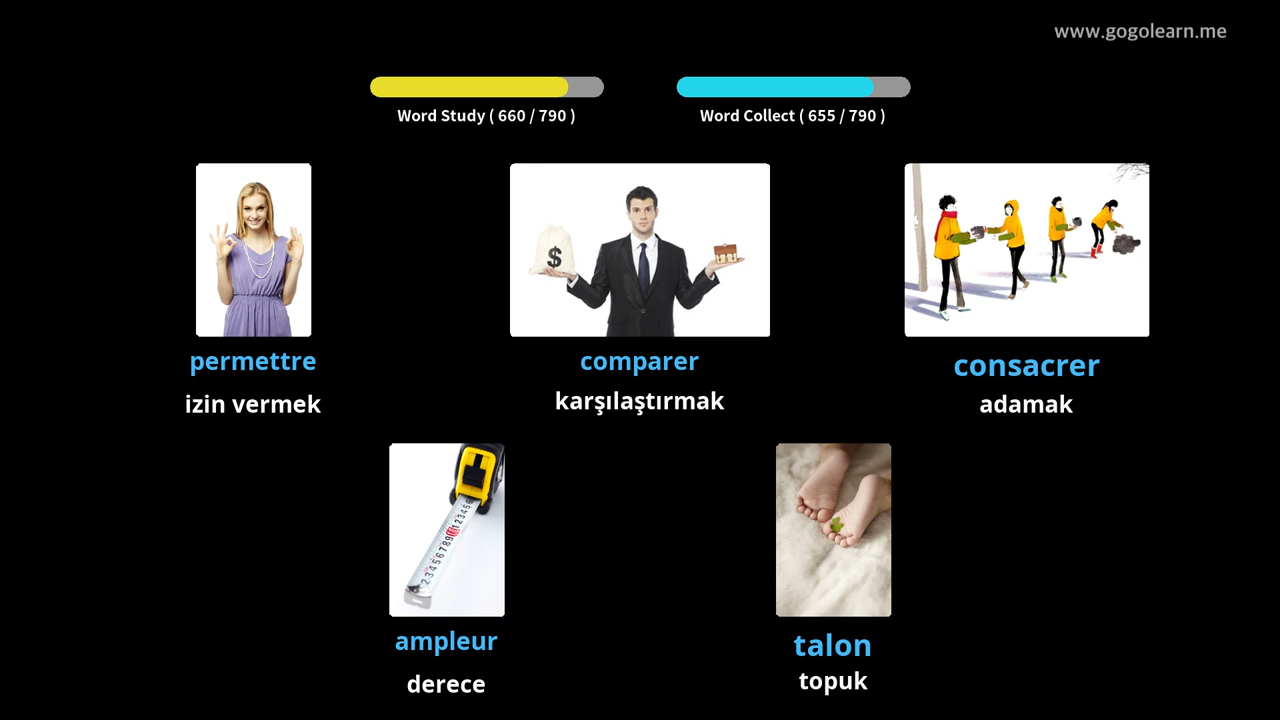 www.gogolearn.me
Word Study ( 660 / 790 )
Word Collect ( 655 / 790 )
permettre
comparer
consacrer
izin vermek
karşılaştırmak
adamak
$
ampleur
talon
derece
topuk